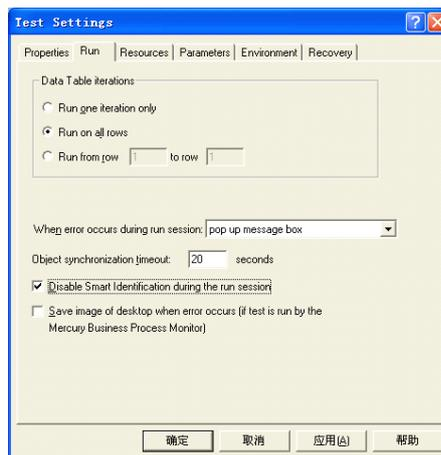 Test Settings
Properties Run Resources Parameters Environment Recovery
Data Table iterations
Run one iteration only
Run on all rows
Run from row 1 to row 1
When error occurs during run session: pop up message box
Object synchronization timeout: 20 seconds
Disable Smart Identification during the run session
Save image of desktop when error occurs (if test is run by the
Mercury Business Process Monitor)
确定 取消 应用(A) 帮助